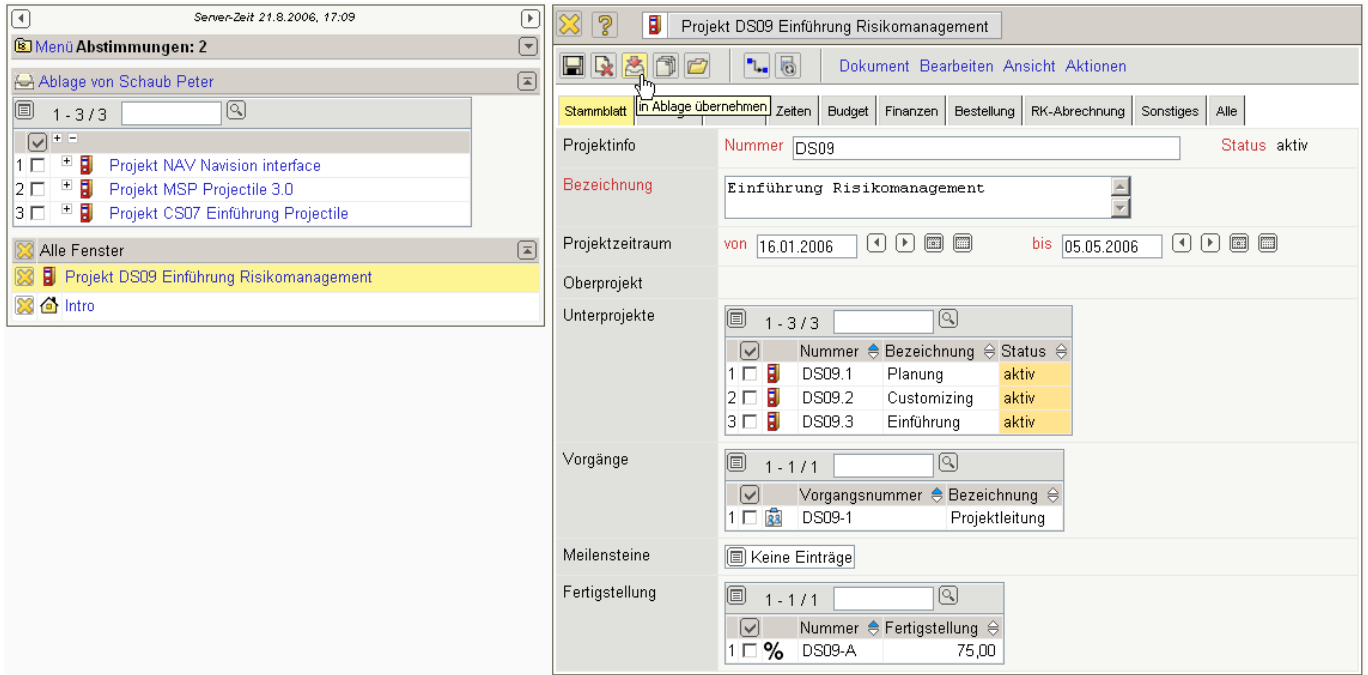 Server-Zeit 21.8.2006, 17:09
Menü Abstimmungen: 2
Ablage von Schaub Peter
1 - 3 / 3
1 Projekt NAV Navision interface
2 Projekt MSP Projectile 3.0
3 Projekt CS07 Einführung Projectile
Alle Fenster
Projekt DS09 Einführung Risikomanagement
Intro
Projekt DS09 Einführung Risikomanagement
Dokument Bearbeiten Ansicht Aktionen
in Ablage übernehmen
Stammblatt Zeiten Budget Finanzen Bestellung RK-Abrechnung Sonstiges Alle
Projektinfo Nummer DS09 Status aktiv
Bezeichnung Einführung Risikomanagement
Projektzeitraum von 16.01.2006 bis 05.05.2006
Oberprojekt
Unterprojekte 1 - 3 / 3
Nummer Bezeichnung Status
1 DS09.1 Planung aktiv
2 DS09.2 Customizing aktiv
3 DS09.3 Einführung aktiv
Vorgänge 1 - 1 / 1
Vorgangsnummer Bezeichnung
1 DS09-1 Projektleitung
Meilensteine Keine Einträge
Fertigstellung 1 - 1 / 1
Nummer Fertigstellung
1 % DS09-A 75,00